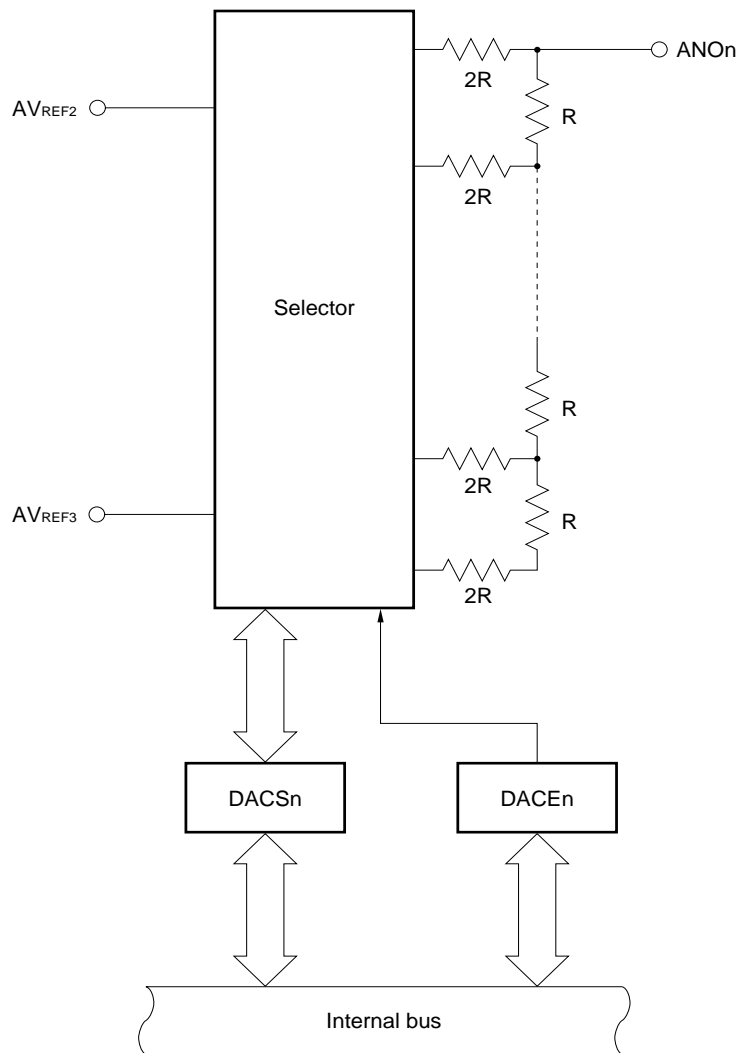 2R
ANOn
R
AVREF2
2R
Selector
R
2R
AVREF3
R
2R
DACSn
DACEn
Internal bus